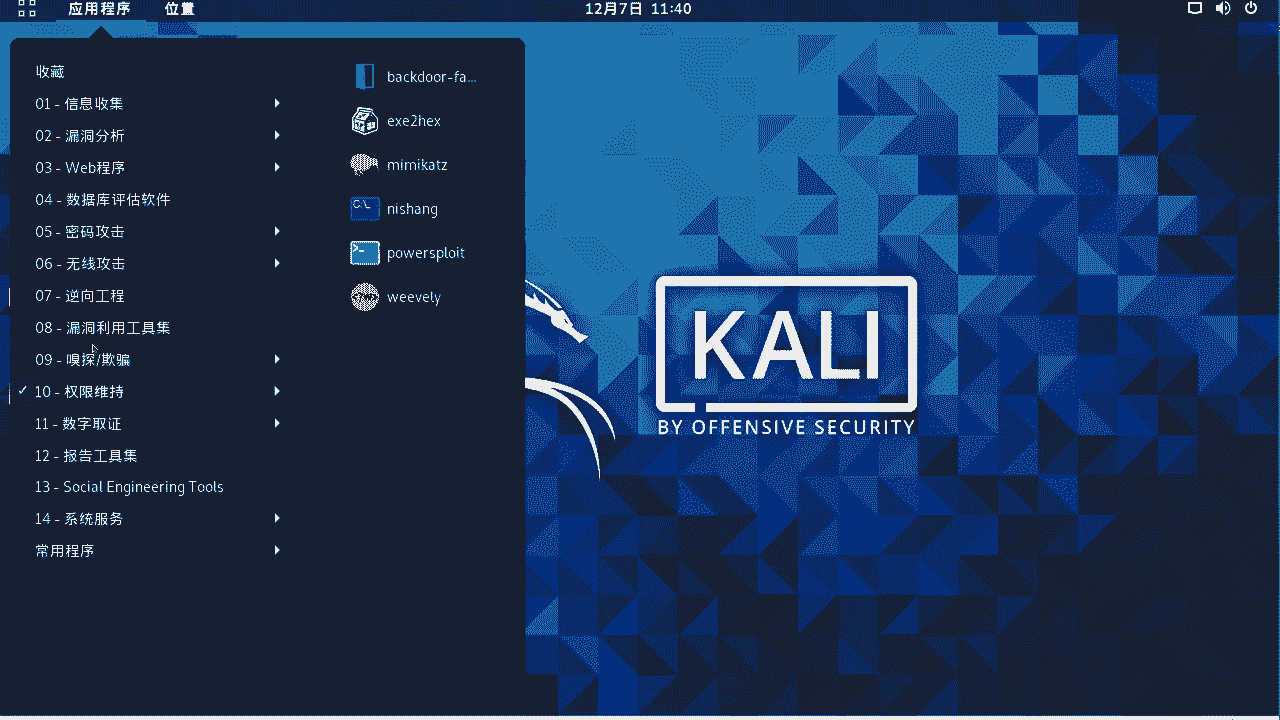 应用程序 位置 12月7日 11:40
收藏
01 - 信息收集
02 - 漏洞分析
03 - Web程序
04 - 数据库评估软件
05 - 密码攻击
06 - 无线攻击
07 - 逆向工程
08 - 漏洞利用工具集
09 - 嗅探/欺骗
✓ 10 - 权限维持
11 - 数字取证
12 - 报告工具集
13 - Social Engineering Tools
14 - 系统服务
常用程序
backdoor-fa...
exe2hex
mimikatz
nishang
powersploit
weevely
KALI
BY OFFENSIVE SECURITY